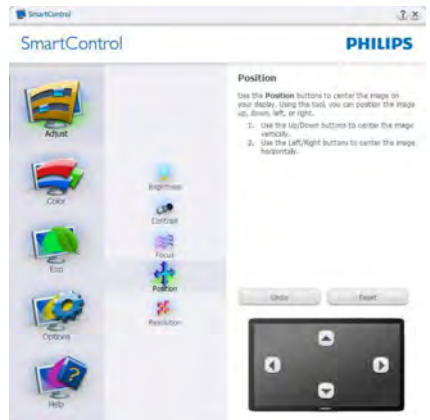 SmartControl
? ×
SmartControl
PHILIPS
Adjust
Color
Eco
Options
Help
Brightness
Contrast
Focus
Position
Resolution
Position
Use the Position buttons to center the image on
your display. Using the tool, you can position the image
up, down, left, or right.
1. Use the Up/Down buttons to center the image
vertically.
2. Use the Left/Right buttons to center the image
horizontally.
Undo
Reset